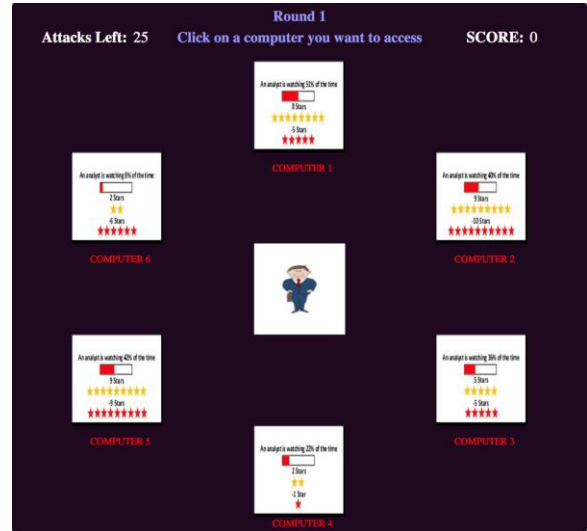 Round 1
Attacks Left: 25
Click on a computer you want to access
SCORE: 0
An analyst is watching 51% of the time
8 Stars
-5 Stars
COMPUTER 1
An analyst is watching 8% of the time
2 Stars
-6 Stars
COMPUTER 6
An analyst is watching 40% of the time
9 Stars
-10 Stars
COMPUTER 2
An analyst is watching 42% of the time
9 Stars
-9 Stars
COMPUTER 5
An analyst is watching 36% of the time
5 Stars
-5 Stars
COMPUTER 3
An analyst is watching 22% of the time
2 Stars
-1 Star
COMPUTER 4